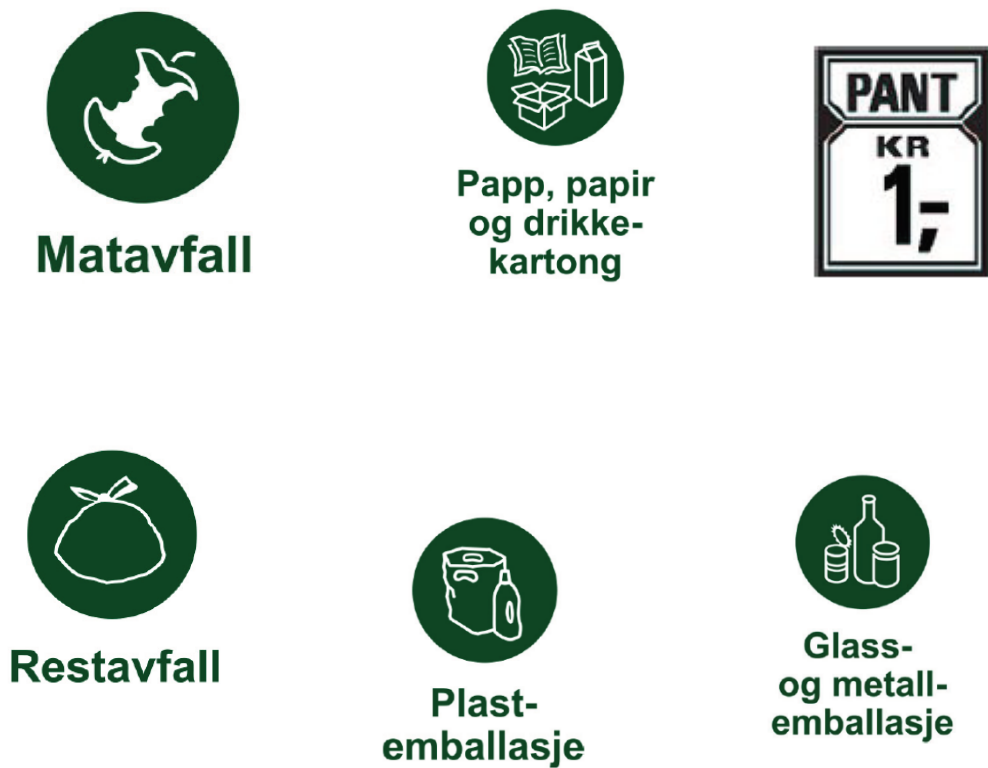 Matavfall
Papp, papir
og drikke-
kartong
PANT
KR
1,-
Restavfall
Plast-
emballasje
Glass-
og metall-
emballasje